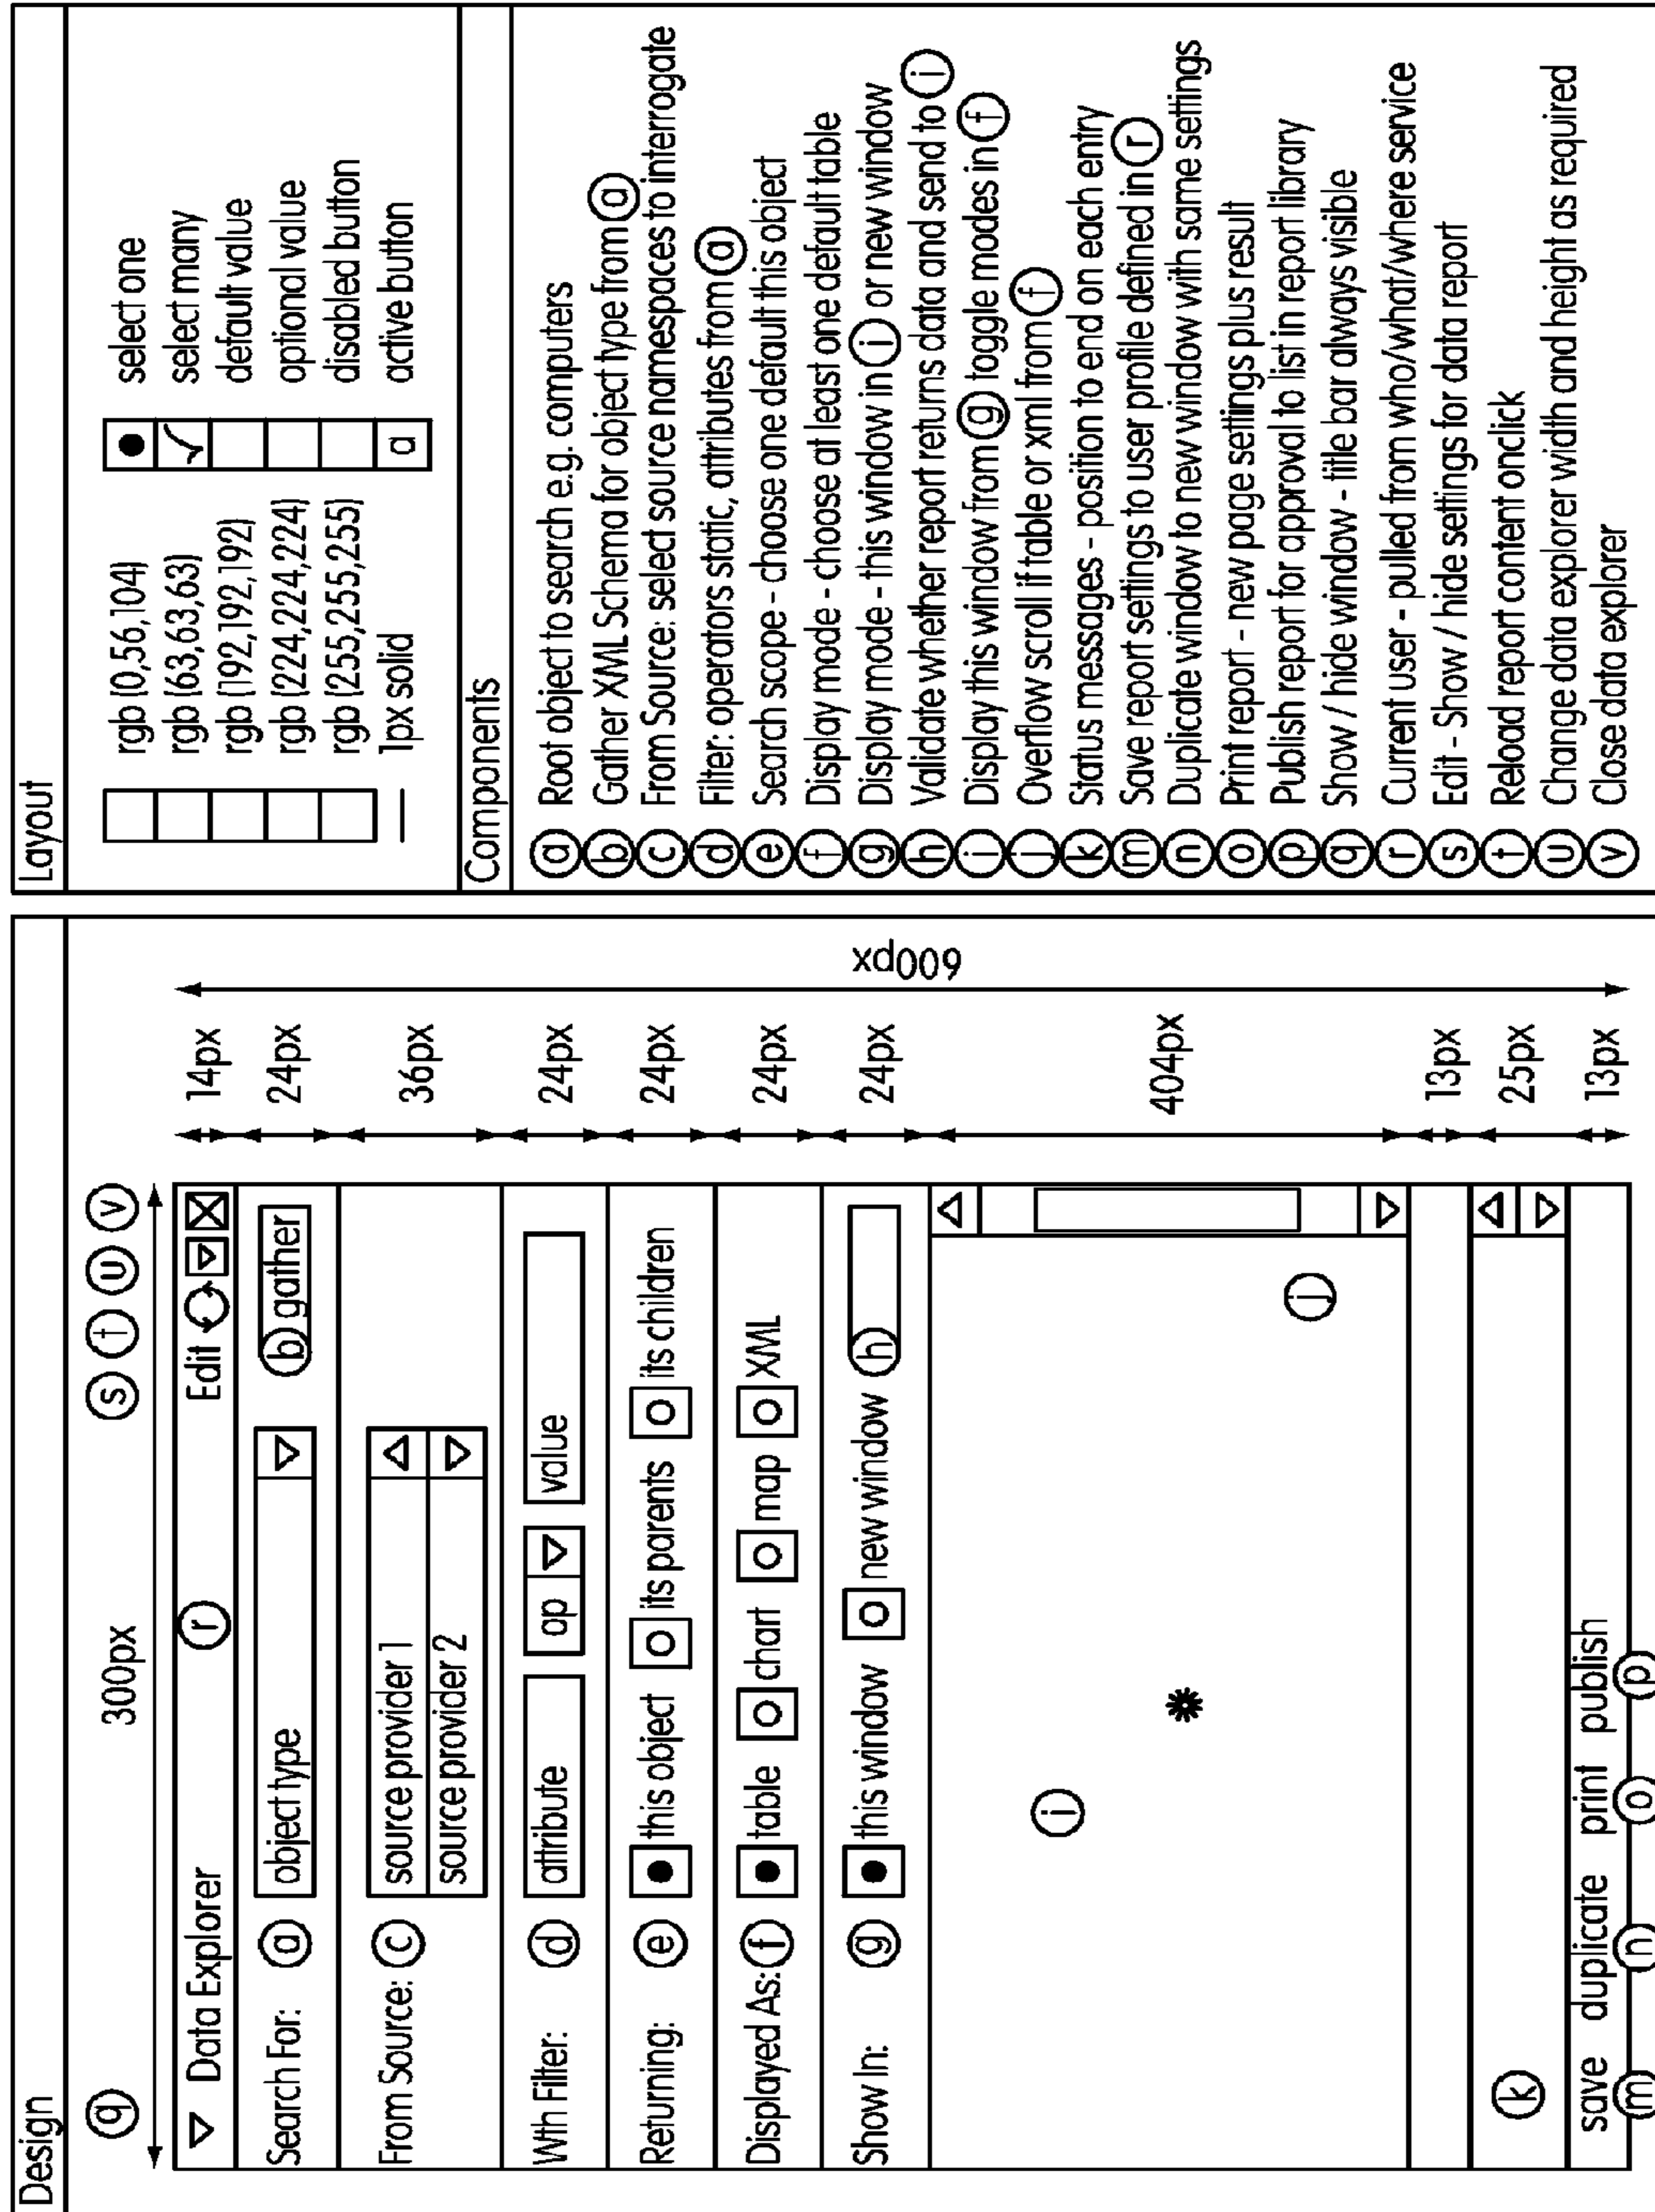 Design
q 300px s t u v
Data Explorer r Edit
14px
Search For: a object type b gather
24px
From Source: c source provider 1
source provider 2
36px
Wth Filter: d attribute op value
24px
Returning: e this object its parents its children
24px
Displayed As: f table chart map XML
24px
Show In: g this window new window h
24px
i
j
404px
13px
k
25px
save duplicate print publish
13px
m n o p
600px
Layout
rgb (0,56,104) select one
rgb (63,63,63) select many
rgb (192,192,192) default value
rgb (224,224,224) optional value
rgb (255,255,255) disabled button
1px solid a active button
Components
a Root object to search e.g. computers
b Gather XML Schema for object type from a
c From Source: select source namespaces to interrogate
d Filter: operators static, attributes from a
e Search scope - choose one default this object
f Display mode - choose at least one default table
g Display mode - this window in i or new window
h Validate whether report returns data and send to i
i Display this window from g toggle modes in f
j Overflow scroll if table or xml from f
k Status messages - position to end on each entry
m Save report settings to user profile defined in r
n Duplicate window to new window with same settings
o Print report - new page settings plus result
p Publish report for approval to list in report library
q Show / hide window - title bar always visible
r Current user - pulled from who/what/where service
s Edit - Show / hide settings for data report
t Reload report content onclick
u Change data explorer width and height as required
v Close data explorer